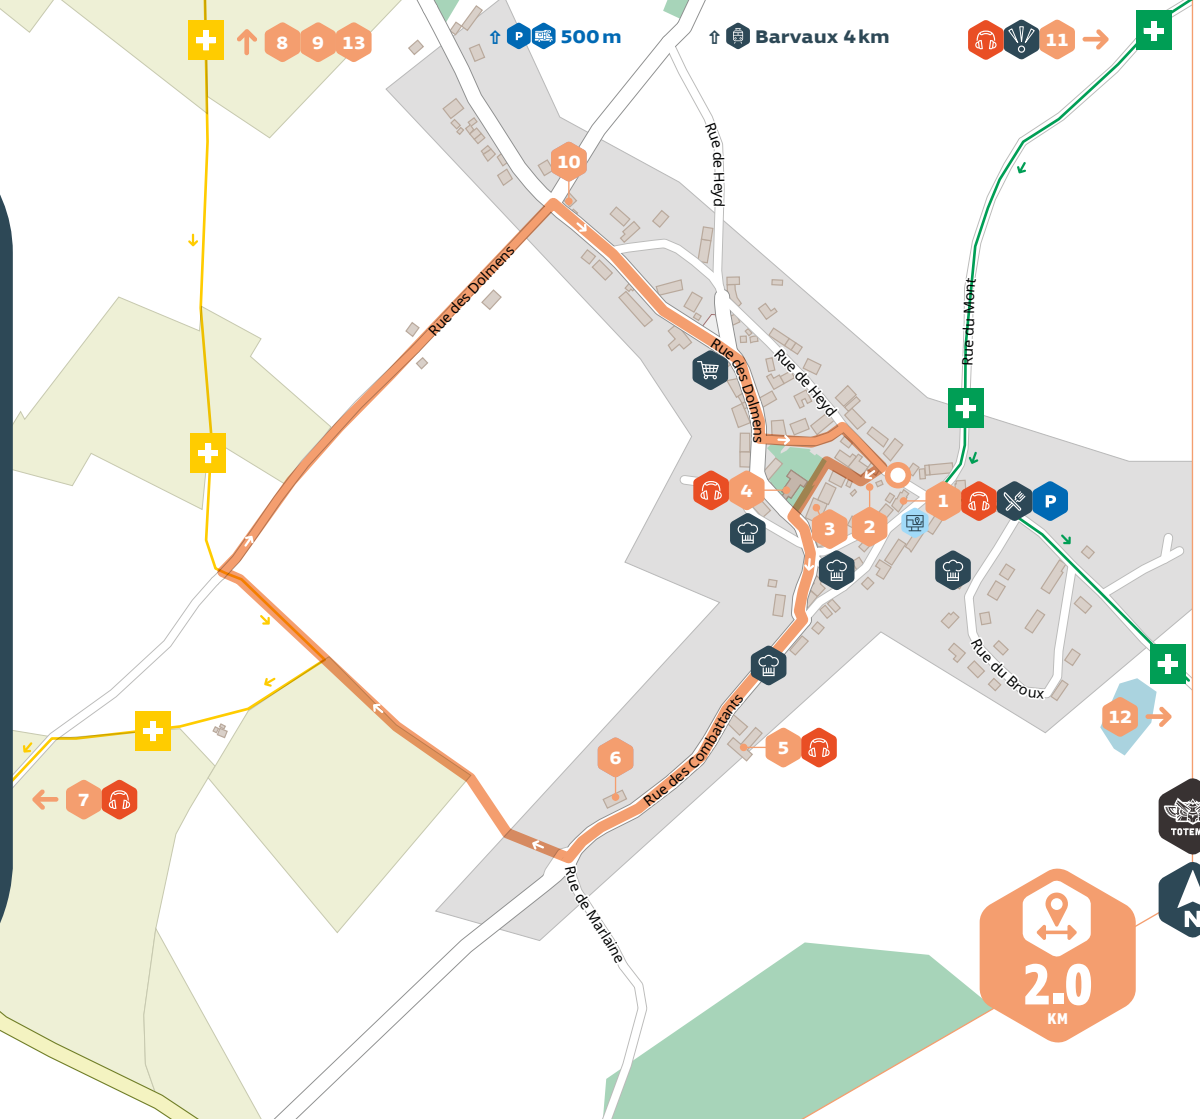 8 9 13
P 500 m
Barvaux 4 km
11
Rue de Heyd
10
Rue des Dolmens
Rue du Mont
Rue des Dolmens
Rue de Heyd
4
1
P
3
2
Rue du Broux
12
5
6
Rue des Combattants
7
TOTEM
Rue de Marlaine
N
2.0
KM